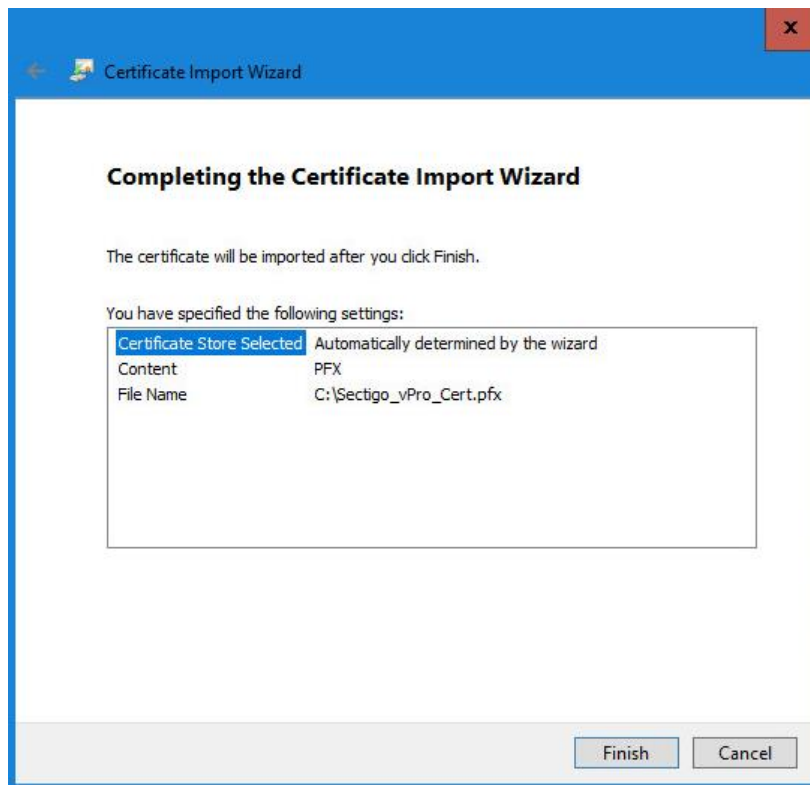 x
Certificate Import Wizard
Completing the Certificate Import Wizard
The certificate will be imported after you click Finish.
You have specified the following settings:
Certificate Store Selected Automatically determined by the wizard
Content PFX
File Name C:\Sectigo_vPro_Cert.pfx
Finish Cancel